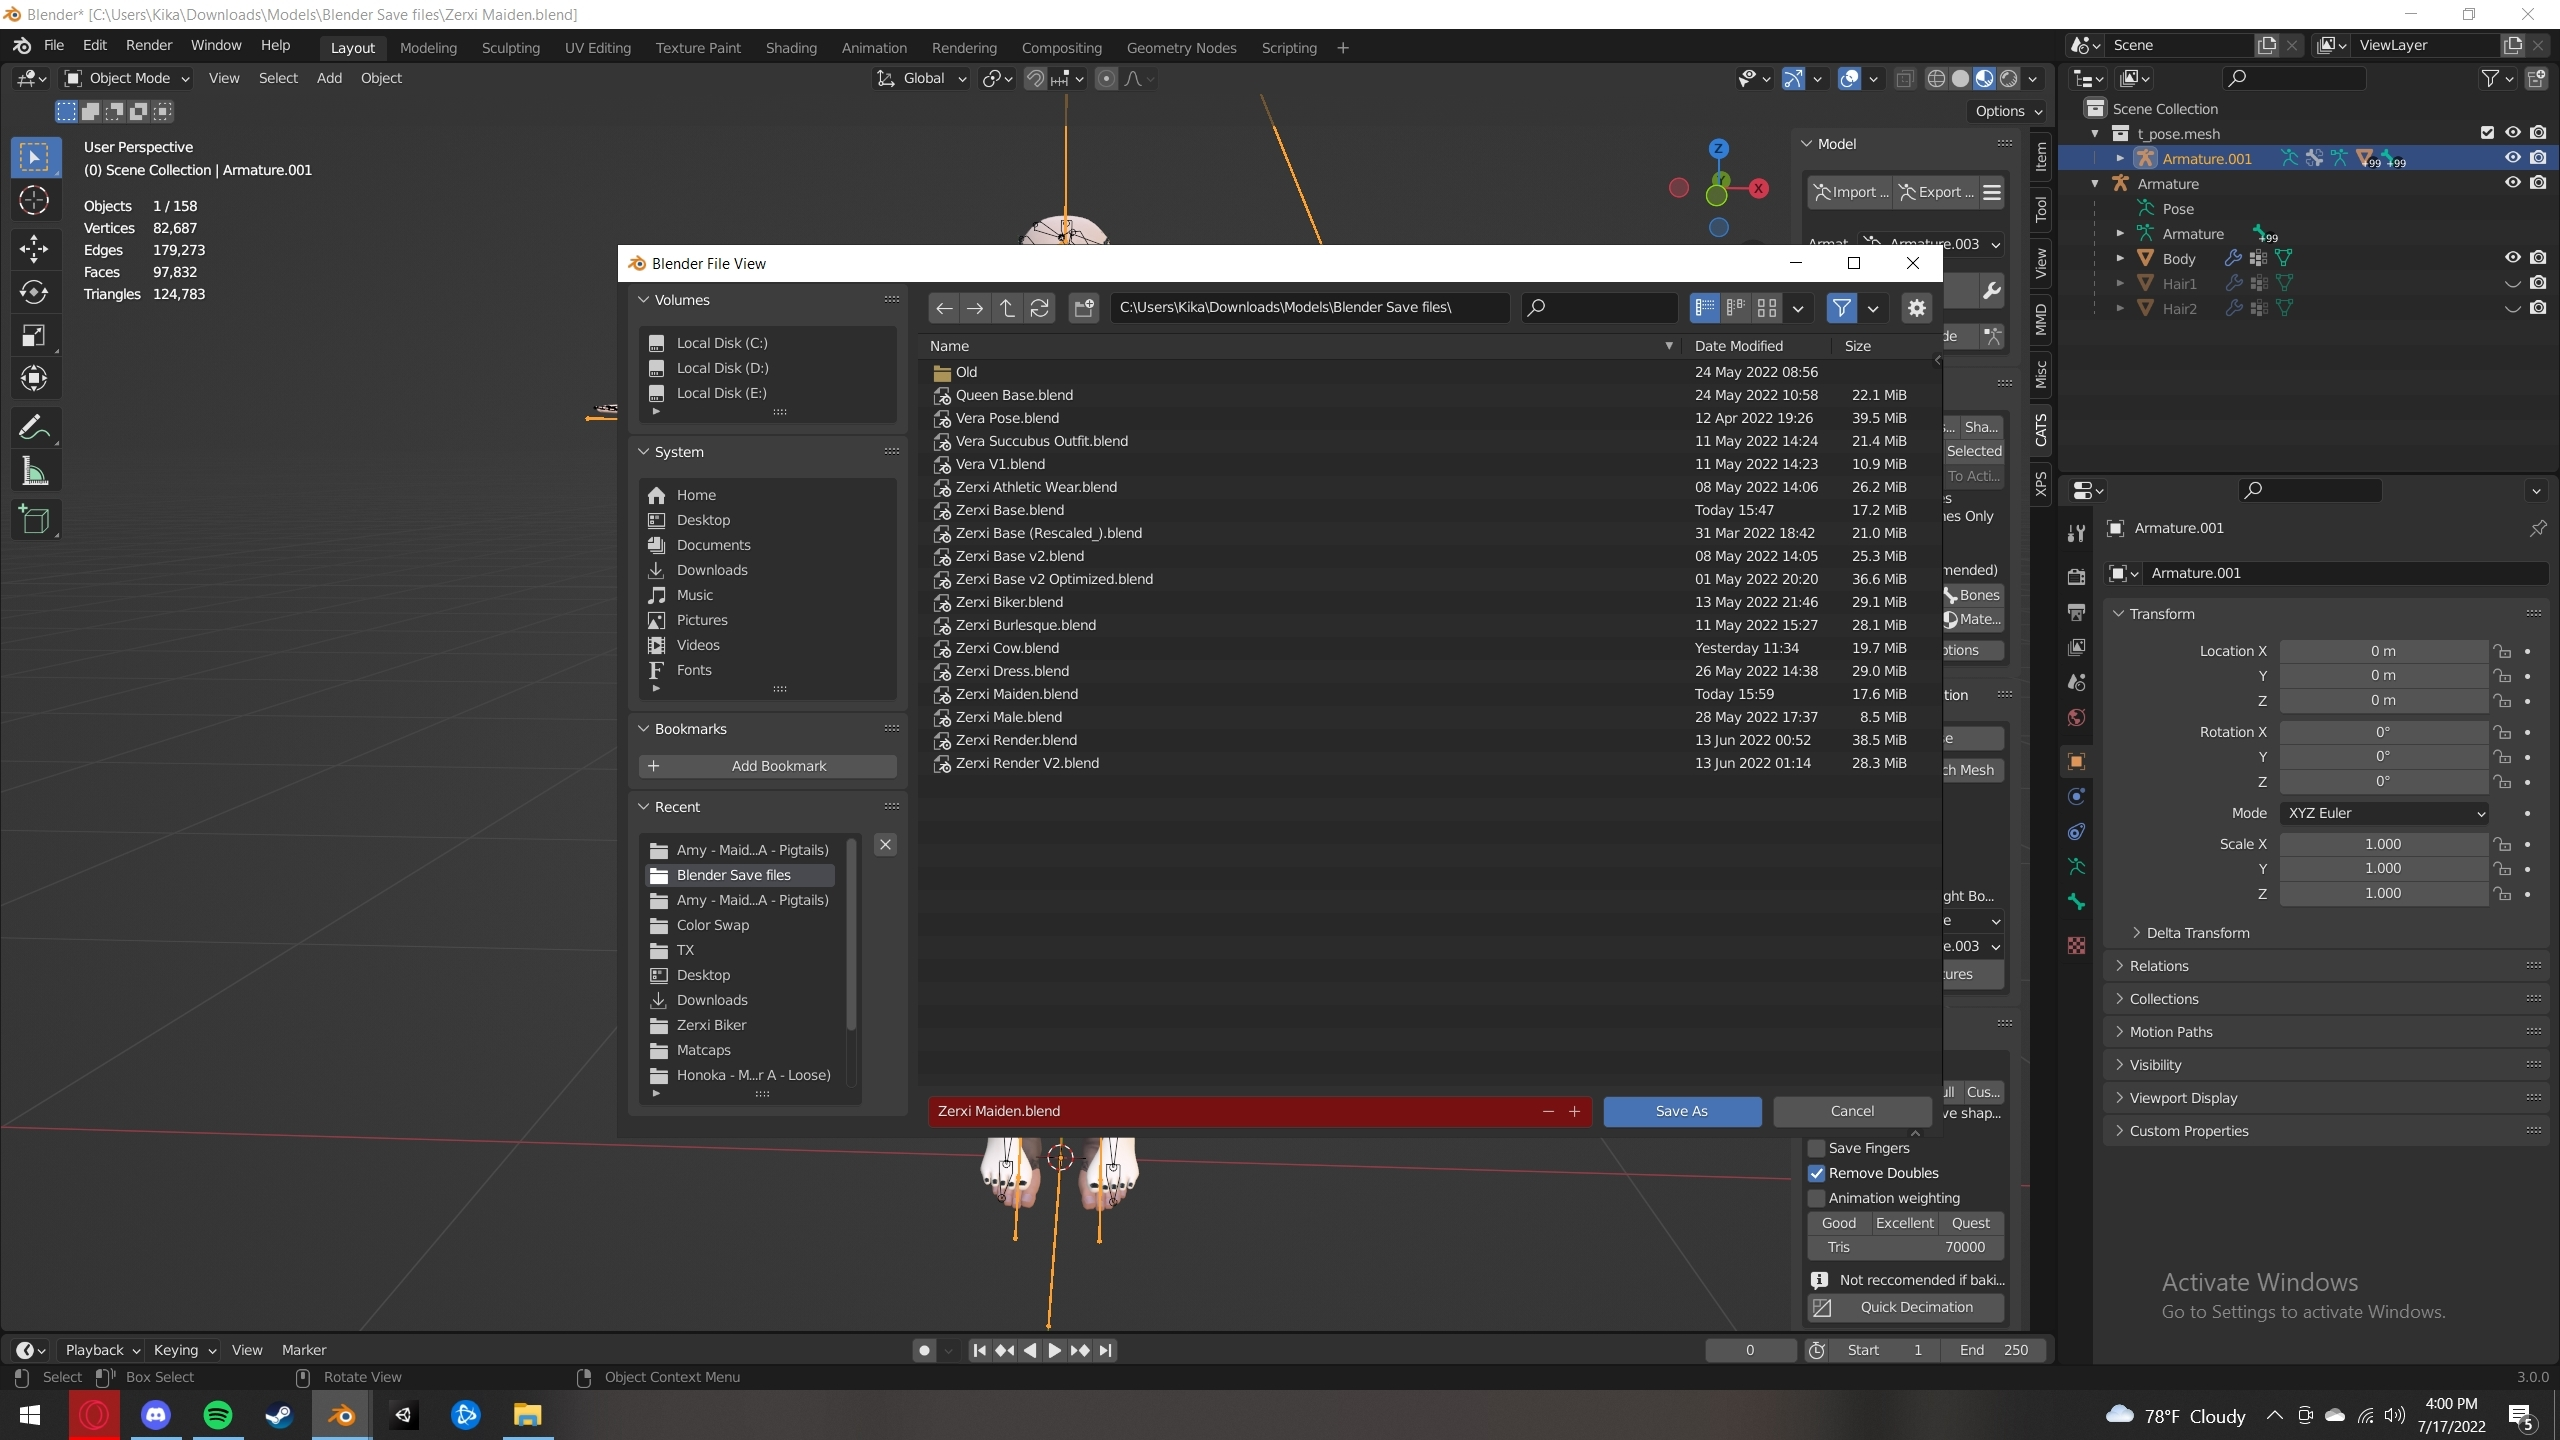 Blender* [C:\Users\Kika\Downloads\Models\Blender Save files\Zerxi Maiden.blend]
File Edit Render Window Help Layout Modeling Sculpting UV Editing Texture Paint Shading Animation Rendering Compositing Geometry Nodes Scripting + Scene ViewLayer
Object Mode View Select Add Object Global
Options
User Perspective
(0) Scene Collection | Armature.001
Objects 1 / 158
Vertices 82,687
Edges 179,273
Faces 97,832
Triangles 124,783
Z
Y
X
Model
Import ... Export ...
Armature.003
Item
Tool
View
MMD
Misc
CATS
XPS
Scene Collection
t_pose.mesh
Armature.001 +99 +99
Armature
Pose
Armature +99
Body
Hair1
Hair2
Blender File View
Volumes
Local Disk (C:)
Local Disk (D:)
Local Disk (E:)
System
Home
Desktop
Documents
Downloads
Music
Pictures
Videos
Fonts
Bookmarks
Add Bookmark
Recent
Amy - Maid...A - Pigtails)
Blender Save files
Amy - Maid...A - Pigtails)
Color Swap
TX
Desktop
Downloads
Zerxi Biker
Matcaps
Honoka - M...r A - Loose)
C:\Users\Kika\Downloads\Models\Blender Save files\
Name Date Modified Size
Old 24 May 2022 08:56
Queen Base.blend 24 May 2022 10:58 22.1 MiB
Vera Pose.blend 12 Apr 2022 19:26 39.5 MiB
Vera Succubus Outfit.blend 11 May 2022 14:24 21.4 MiB
Vera V1.blend 11 May 2022 14:23 10.9 MiB
Zerxi Athletic Wear.blend 08 May 2022 14:06 26.2 MiB
Zerxi Base.blend Today 15:47 17.2 MiB
Zerxi Base (Rescaled_).blend 31 Mar 2022 18:42 21.0 MiB
Zerxi Base v2.blend 08 May 2022 14:05 25.3 MiB
Zerxi Base v2 Optimized.blend 01 May 2022 20:20 36.6 MiB
Zerxi Biker.blend 13 May 2022 21:46 29.1 MiB
Zerxi Burlesque.blend 11 May 2022 15:27 28.1 MiB
Zerxi Cow.blend Yesterday 11:34 19.7 MiB
Zerxi Dress.blend 26 May 2022 14:38 29.0 MiB
Zerxi Maiden.blend Today 15:59 17.6 MiB
Zerxi Male.blend 28 May 2022 17:37 8.5 MiB
Zerxi Render.blend 13 Jun 2022 00:52 38.5 MiB
Zerxi Render V2.blend 13 Jun 2022 01:14 28.3 MiB
Zerxi Maiden.blend Save As Cancel
de
... Sha...
Selected
To Acti...
es
nes Only
mended)
Bones
Mate...
ptions
tion
e
ch Mesh
ght Bo...
e
e.003
ures
ull Cus...
ve shap...
Save Fingers
Remove Doubles
Animation weighting
Good Excellent Quest
Tris 70000
Not reccomended if baki...
Quick Decimation
Armature.001
Armature.001
Transform
Location X 0 m
Y 0 m
Z 0 m
Rotation X 0°
Y 0°
Z 0°
Mode XYZ Euler
Scale X 1.000
Y 1.000
Z 1.000
Delta Transform
Relations
Collections
Motion Paths
Visibility
Viewport Display
Custom Properties
Activate Windows
Go to Settings to activate Windows.
Playback Keying View Marker 0 Start 1 End 250
Select Box Select Rotate View Object Context Menu 3.0.0
78°F Cloudy 4:00 PM
7/17/2022 5